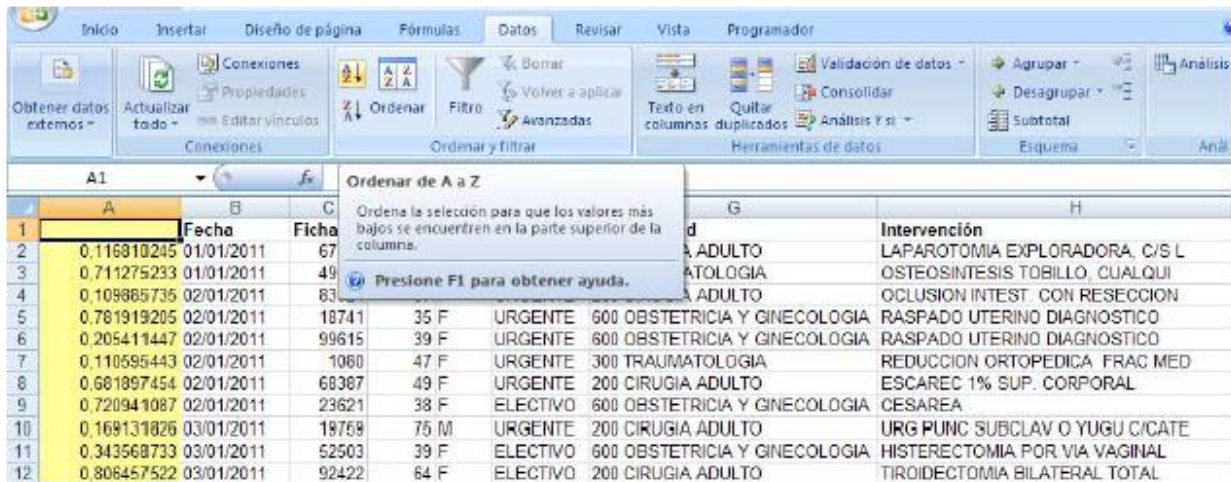 Inicio Insertar Diseño de página Fórmulas Datos Revisar Vista Programador
Obtener datos externos
Actualizar todo
Conexiones
Propiedades
Editar vínculos
Conexiones
Ordenar
Filtro
Borrar
Volver a aplicar
Avanzadas
Ordenar y filtrar
Texto en columnas
Quitar duplicados
Validación de datos
Consolidar
Análisis Y si
Herramientas de datos
Agrupar
Desagrupar
Subtotal
Esquema
Análisis
Anál
A1 fx
Ordenar de A a Z
Ordena la selección para que los valores más
bajos se encuentren en la parte superior de la
columna.
Presione F1 para obtener ayuda.
A B C G H
1 Fecha Ficha d Intervención
2 0,116810245 01/01/2011 67 A ADULTO LAPAROTOMIA EXPLORADORA, C/S L
3 0,711275233 01/01/2011 49 ATOLOGIA OSTEOSINTESIS TOBILLO, CUALQUI
4 0,109885735 02/01/2011 83 A ADULTO OCLUSION INTEST. CON RESECCION
5 0,781919205 02/01/2011 18741 35 F URGENTE 600 OBSTETRICIA Y GINECOLOGIA RASPADO UTERINO DIAGNOSTICO
6 0,205411447 02/01/2011 99615 39 F URGENTE 600 OBSTETRICIA Y GINECOLOGIA RASPADO UTERINO DIAGNOSTICO
7 0,110595443 02/01/2011 1080 47 F URGENTE 300 TRAUMATOLOGIA REDUCCION ORTOPEDICA FRAC MED
8 0,681897454 02/01/2011 68387 49 F URGENTE 200 CIRUGIA ADULTO ESCAREC 1% SUP. CORPORAL
9 0,720941087 02/01/2011 23621 38 F ELECTIVO 600 OBSTETRICIA Y GINECOLOGIA CESAREA
10 0,169131826 03/01/2011 19759 75 M URGENTE 200 CIRUGIA ADULTO URG PUNC SUBCLAV O YUGU C/CATE
11 0,343568733 03/01/2011 52503 39 F ELECTIVO 600 OBSTETRICIA Y GINECOLOGIA HISTERECTOMIA POR VIA VAGINAL
12 0,806457522 03/01/2011 92422 64 F ELECTIVO 200 CIRUGIA ADULTO TIROIDECTOMIA BILATERAL TOTAL